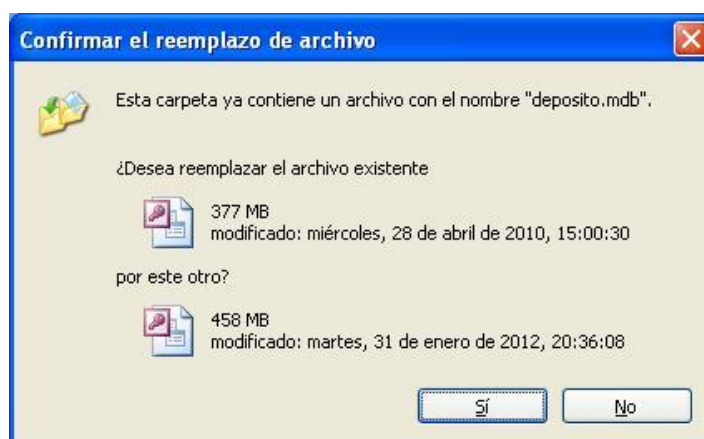 Confirmar el reemplazo de archivo
Esta carpeta ya contiene un archivo con el nombre "deposito.mdb".
¿Desea reemplazar el archivo existente
377 MB
modificado: miércoles, 28 de abril de 2010, 15:00:30
por este otro?
458 MB
modificado: martes, 31 de enero de 2012, 20:36:08
Sí No